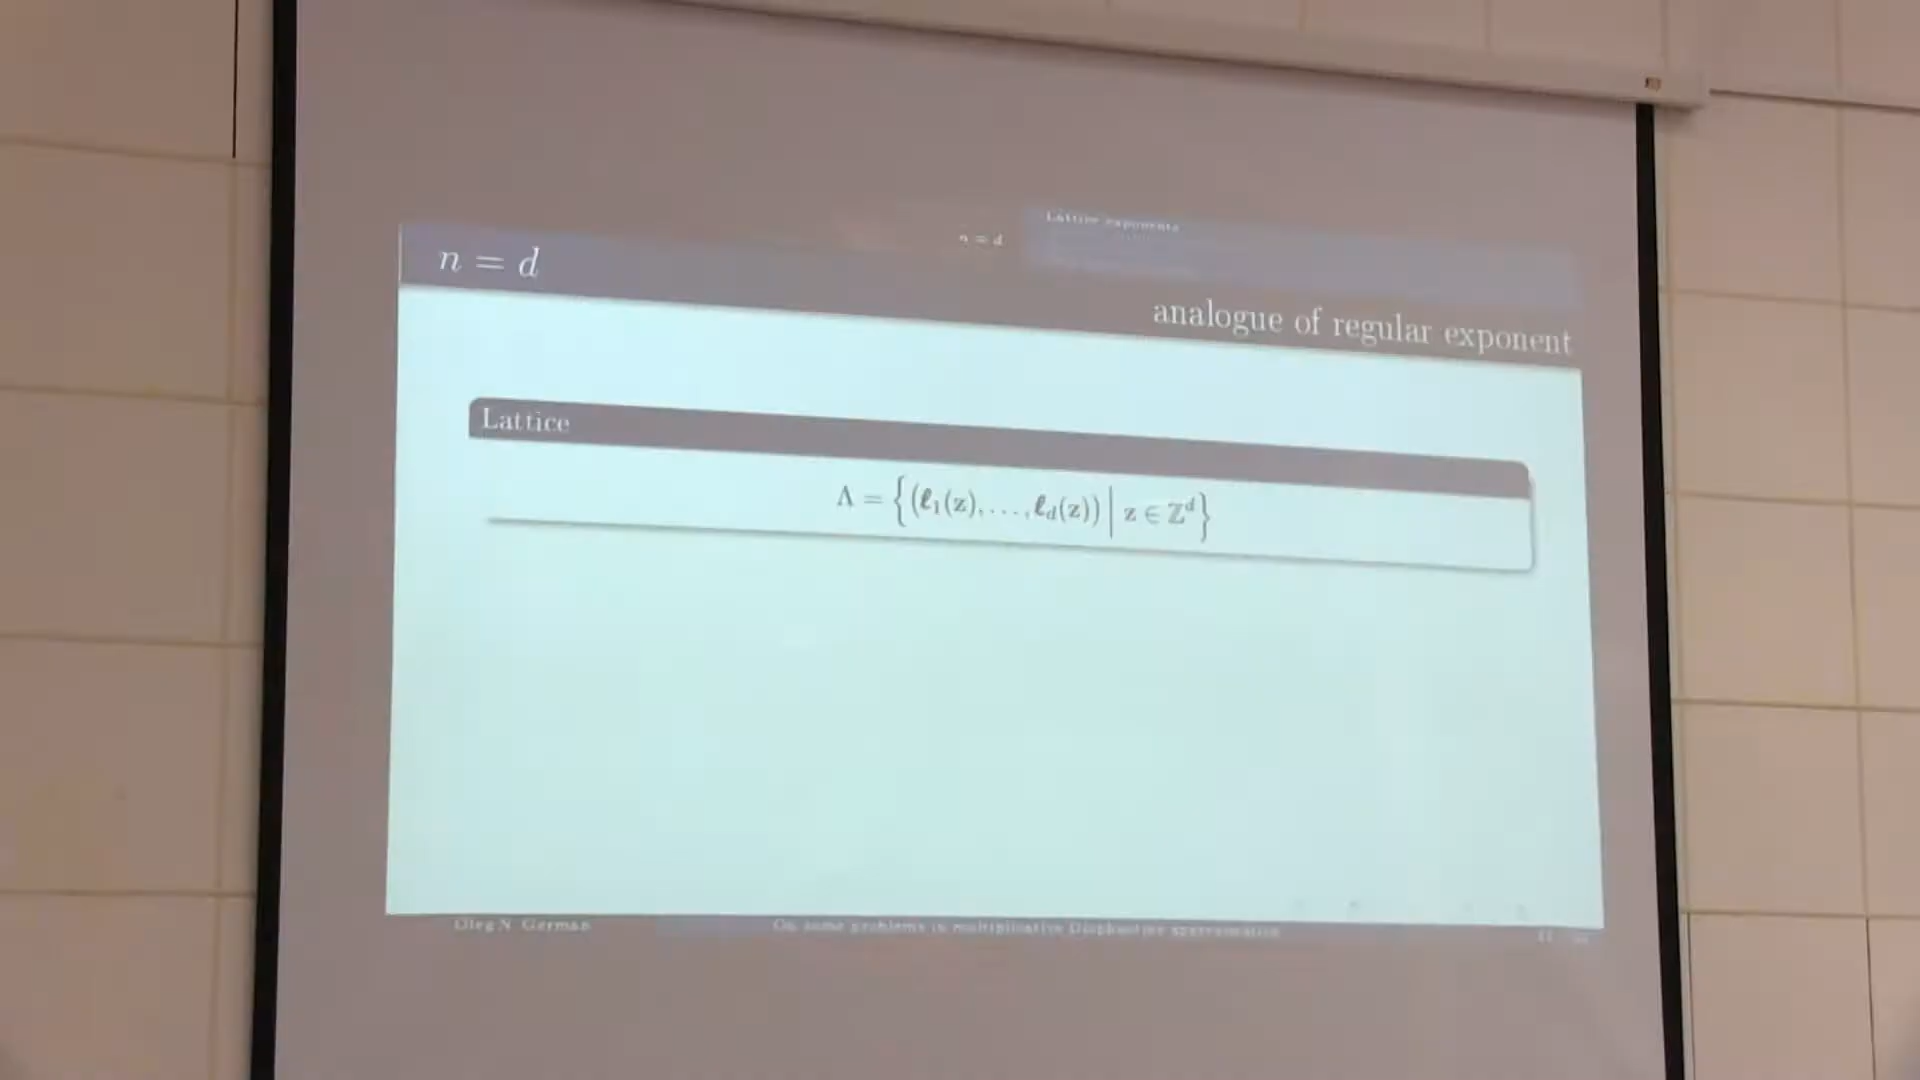 n = d
Lattice exponents
n = d
analogue of regular exponent
Lattice
Λ = {(ℓ₁(z), . . . , ℓ_d(z)) | z ∈ ℤ^d}
Oleg N. German
On some problems in multiplicative Diophantine approximation